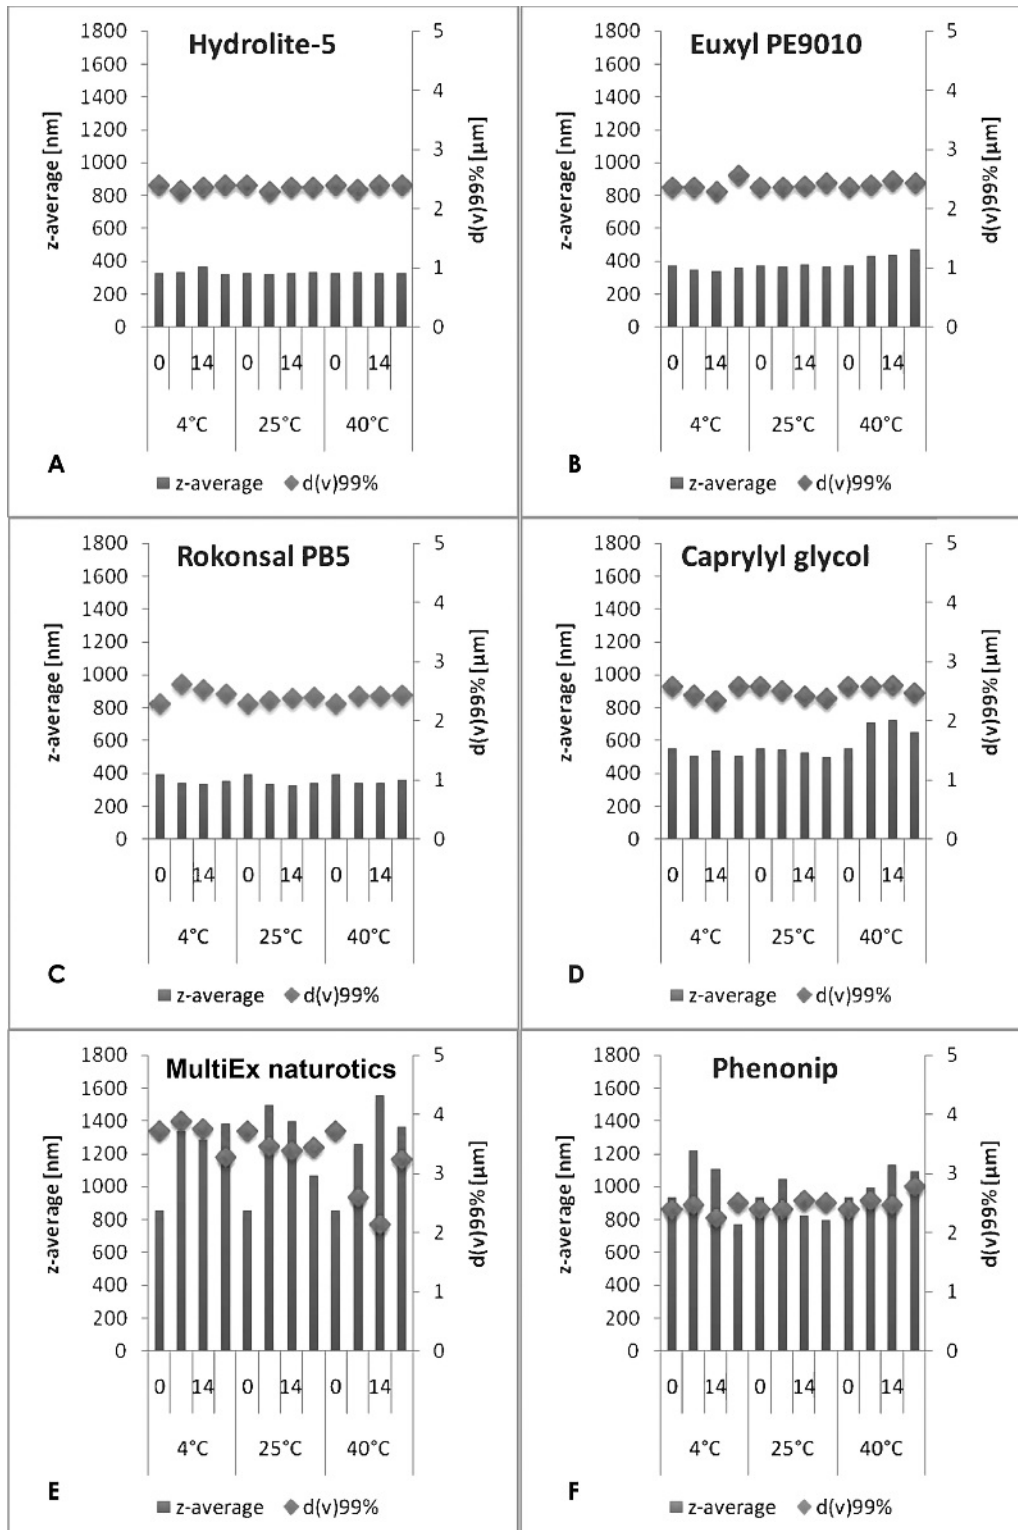 Hydrolite-5
1800
1600
1400
1200
1000
800
600
400
200
0
z-average [nm]
5
4
3
2
1
0
d(v)99% [µm]
0 14 0 14 0 14
4°C 25°C 40°C
A
z-average d(v)99%
Euxyl PE9010
1800
1600
1400
1200
1000
800
600
400
200
0
z-average [nm]
5
4
3
2
1
0
d(v)99% [µm]
0 14 0 14 0 14
4°C 25°C 40°C
B
z-average d(v)99%
Rokonsal PB5
1800
1600
1400
1200
1000
800
600
400
200
0
z-average [nm]
5
4
3
2
1
0
d(v)99% [µm]
0 14 0 14 0 14
4°C 25°C 40°C
C
z-average d(v)99%
Caprylyl glycol
1800
1600
1400
1200
1000
800
600
400
200
0
z-average [nm]
5
4
3
2
1
0
d(v)99% [µm]
0 14 0 14 0 14
4°C 25°C 40°C
D
z-average d(v)99%
MultiEx naturotics
1800
1600
1400
1200
1000
800
600
400
200
0
z-average [nm]
5
4
3
2
1
0
d(v)99% [µm]
0 14 0 14 0 14
4°C 25°C 40°C
E
z-average d(v)99%
Phenonip
1800
1600
1400
1200
1000
800
600
400
200
0
z-average [nm]
5
4
3
2
1
0
d(v)99% [µm]
0 14 0 14 0 14
4°C 25°C 40°C
F
z-average d(v)99%